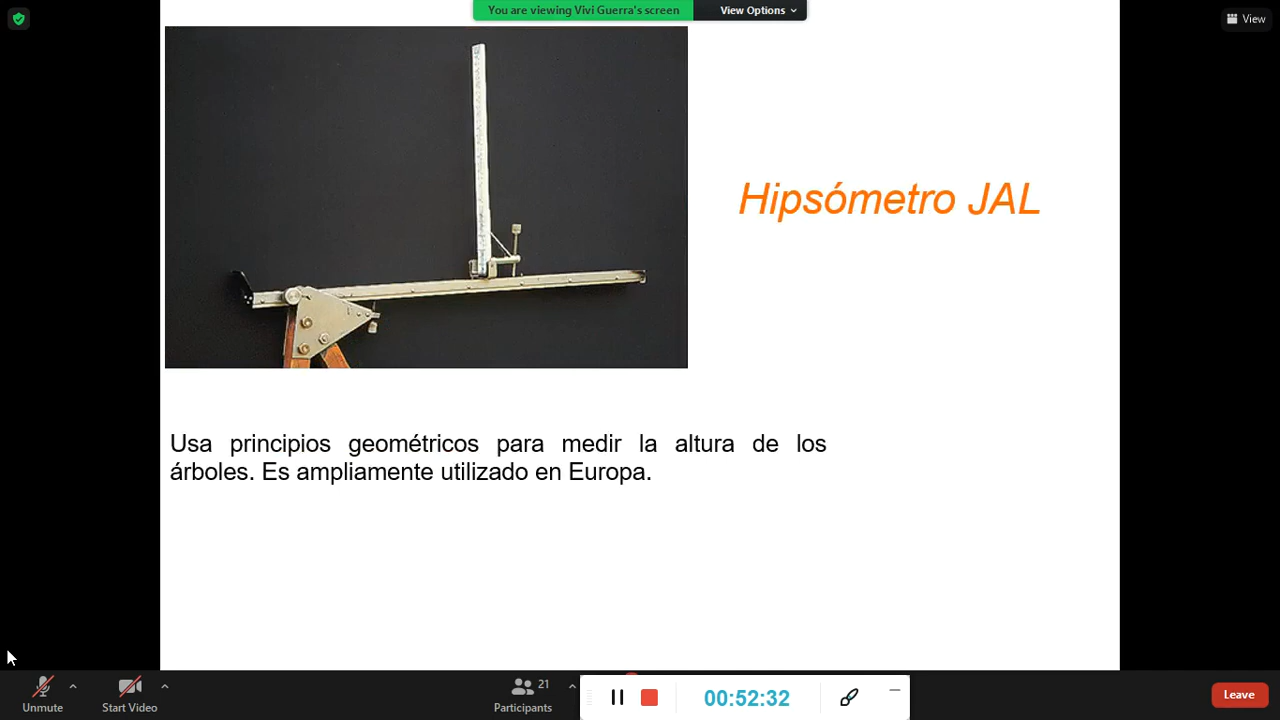 You are viewing Vivi Guerra's screen
View Options
View
Hipsómetro JAL
Usa principios geométricos para medir la altura de los
árboles. Es ampliamente utilizado en Europa.
Unmute
Start Video
21
Participants
00:52:32
Leave